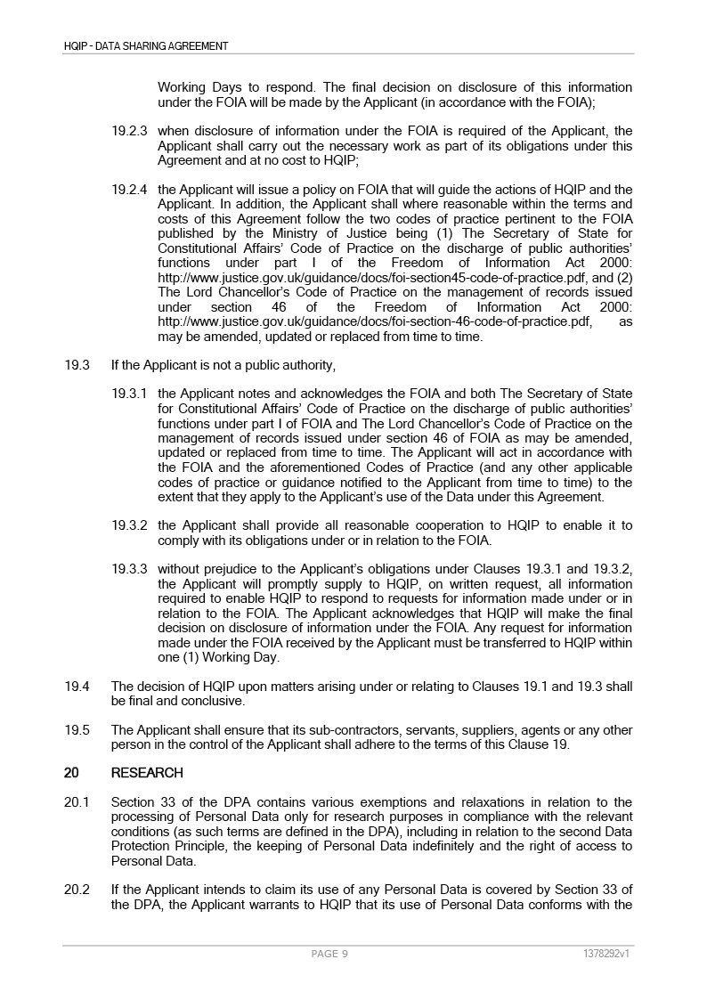 HQIP - DATA SHARING AGREEMENT
Working Days to respond. The final decision on disclosure of this information
under the FOIA will be made by the Applicant (in accordance with the FOIA);
19.2.3 when disclosure of information under the FOIA is required of the Applicant, the
Applicant shall carry out the necessary work as part of its obligations under this
Agreement and at no cost to HQIP;
19.2.4 the Applicant will issue a policy on FOIA that will guide the actions of HQIP and the
Applicant. In addition, the Applicant shall where reasonable within the terms and
costs of this Agreement follow the two codes of practice pertinent to the FOIA
published by the Ministry of Justice being (1) The Secretary of State for
Constitutional Affairs’ Code of Practice on the discharge of public authorities’
functions under part I of the Freedom of Information Act 2000:
http://www.justice.gov.uk/guidance/docs/foi-section45-code-of-practice.pdf, and (2)
The Lord Chancellor’s Code of Practice on the management of records issued
under section 46 of the Freedom of Information Act 2000:
http://www.justice.gov.uk/guidance/docs/foi-section-46-code-of-practice.pdf, as
may be amended, updated or replaced from time to time.
19.3 If the Applicant is not a public authority,
19.3.1 the Applicant notes and acknowledges the FOIA and both The Secretary of State
for Constitutional Affairs’ Code of Practice on the discharge of public authorities’
functions under part I of FOIA and The Lord Chancellor’s Code of Practice on the
management of records issued under section 46 of FOIA as may be amended,
updated or replaced from time to time. The Applicant will act in accordance with
the FOIA and the aforementioned Codes of Practice (and any other applicable
codes of practice or guidance notified to the Applicant from time to time) to the
extent that they apply to the Applicant’s use of the Data under this Agreement.
19.3.2 the Applicant shall provide all reasonable cooperation to HQIP to enable it to
comply with its obligations under or in relation to the FOIA.
19.3.3 without prejudice to the Applicant’s obligations under Clauses 19.3.1 and 19.3.2,
the Applicant will promptly supply to HQIP, on written request, all information
required to enable HQIP to respond to requests for information made under or in
relation to the FOIA. The Applicant acknowledges that HQIP will make the final
decision on disclosure of information under the FOIA. Any request for information
made under the FOIA received by the Applicant must be transferred to HQIP within
one (1) Working Day.
19.4 The decision of HQIP upon matters arising under or relating to Clauses 19.1 and 19.3 shall
be final and conclusive.
19.5 The Applicant shall ensure that its sub-contractors, servants, suppliers, agents or any other
person in the control of the Applicant shall adhere to the terms of this Clause 19.
20 RESEARCH
20.1 Section 33 of the DPA contains various exemptions and relaxations in relation to the
processing of Personal Data only for research purposes in compliance with the relevant
conditions (as such terms are defined in the DPA), including in relation to the second Data
Protection Principle, the keeping of Personal Data indefinitely and the right of access to
Personal Data.
20.2 If the Applicant intends to claim its use of any Personal Data is covered by Section 33 of
the DPA, the Applicant warrants to HQIP that its use of Personal Data conforms with the
PAGE 9 1378292v1